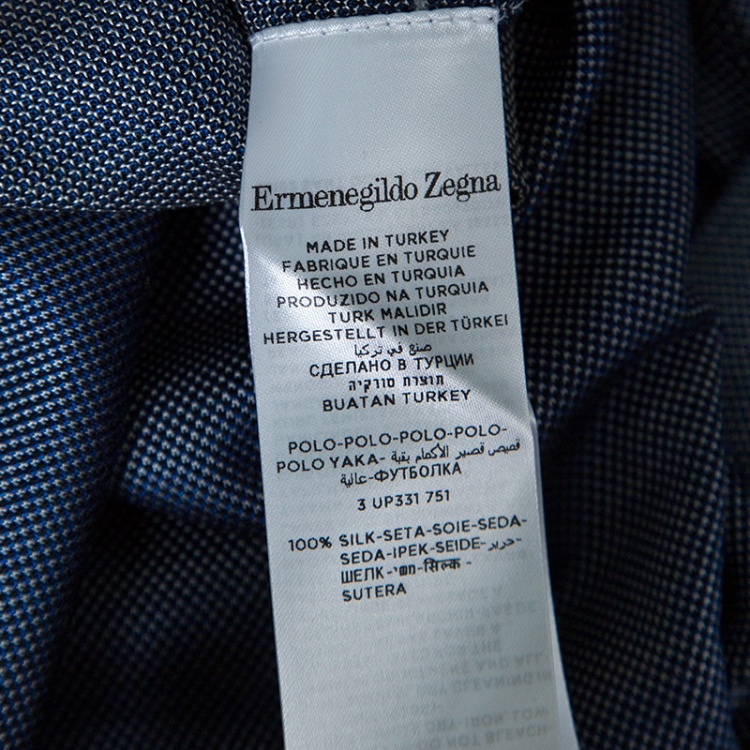 Ermenegildo Zegna
MADE IN TURKEY
FABRIQUE EN TURQUIE
HECHO EN TURQUIA
PRODUZIDO NA TURQUIA
TURK MALIDIR
HERGESTELLT IN DER TÜRKEI
صنع في تركيا
СДЕЛАНО В ТУРЦИИ
תוצרת טורקיה
BUATAN TURKEY
POLO-POLO-POLO-POLO-
POLO YAKA- قميص قصير الأكمام بقبة
عالية-ФУТБОЛКА
3 UP331 751
100% SILK-SETA-SOIE-SEDA-
SEDA-IPEK-SEIDE-حرير-
ШЕЛК-משי-सिल्क -
SUTERA